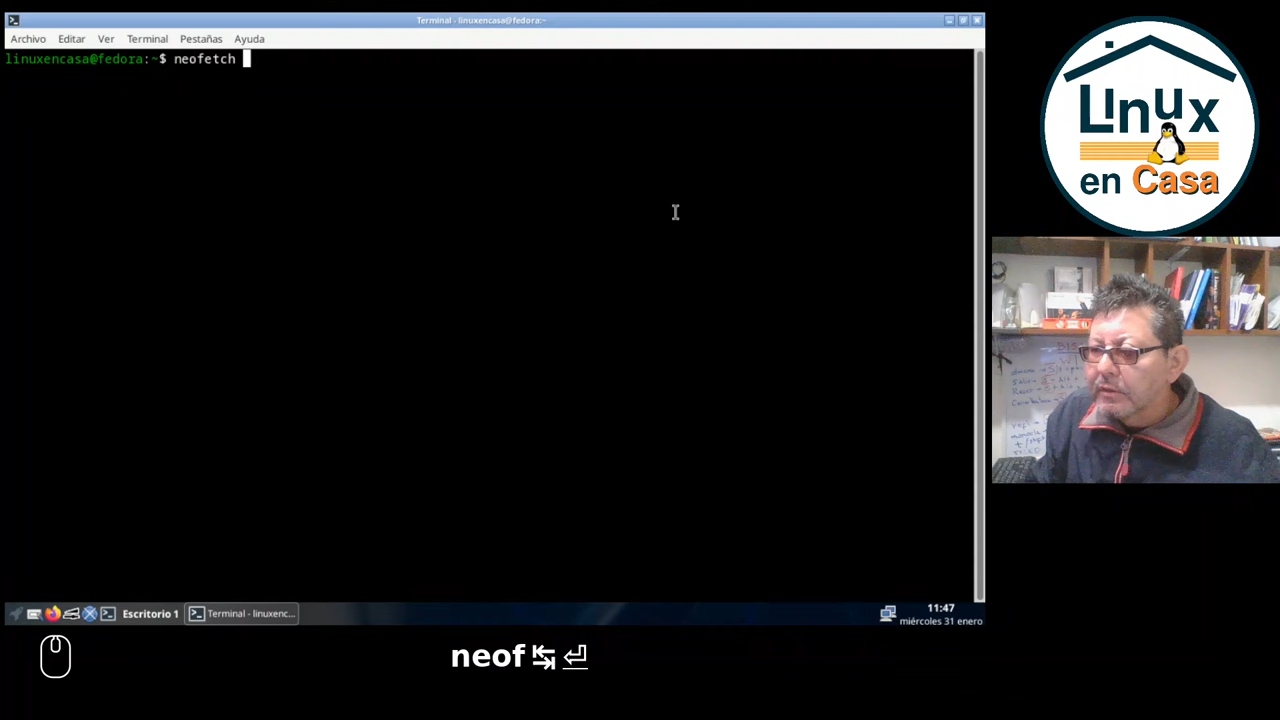 Terminal - linuxencasa@fedora:~
Archivo Editar Ver Terminal Pestañas Ayuda
linuxencasa@fedora:~$ neofetch
Linux
en Casa
Escritorio 1
Terminal - linuxenc...
11:47
miércoles 31 enero
neof